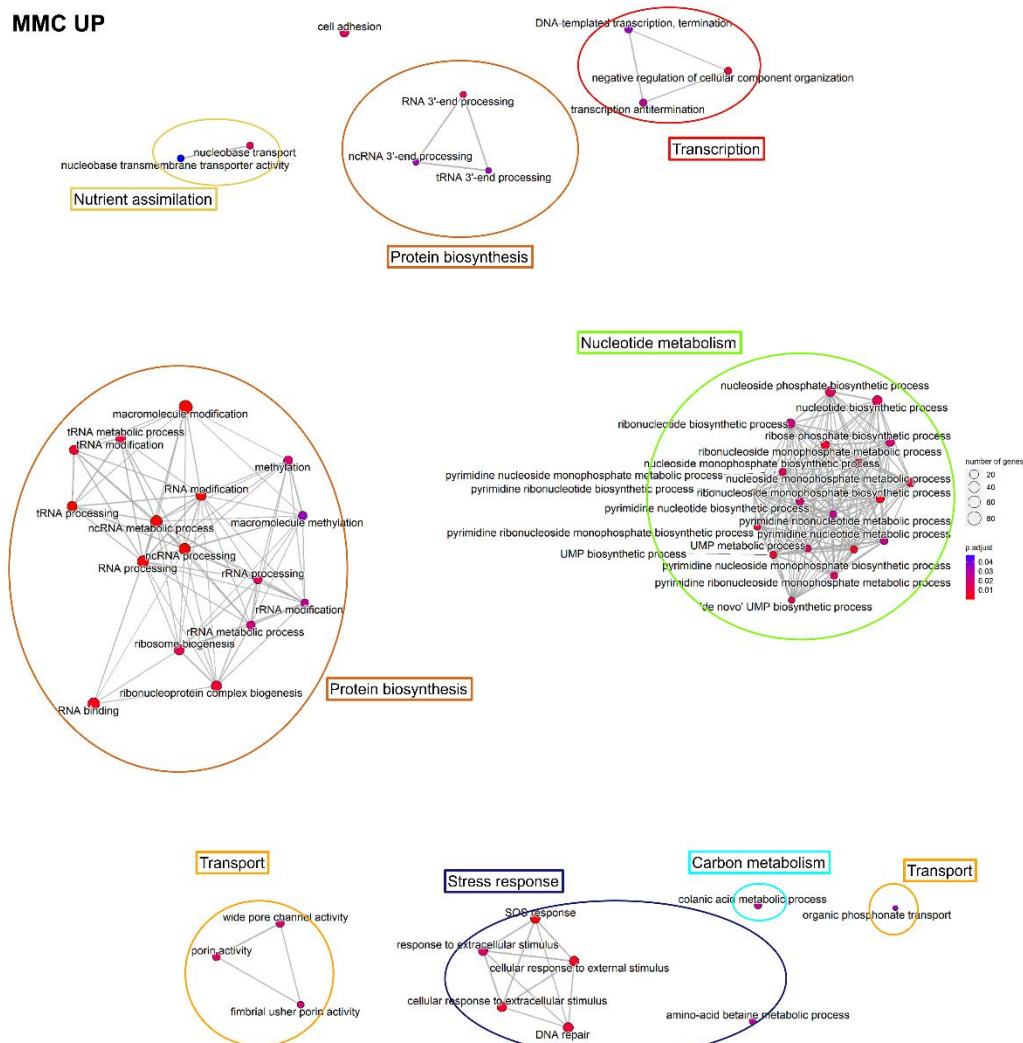 MMC UP
cell adhesion
DNA-templated transcription, termination
negative regulation of cellular component organization
transcription antitermination
Transcription
RNA 3'-end processing
ncRNA 3'-end processing
tRNA 3'-end processing
Protein biosynthesis
nucleobase transport
nucleobase transmembrane transporter activity
Nutrient assimilation
Nucleotide metabolism
nucleoside phosphate biosynthetic process
nucleotide biosynthetic process
ribonucleotide biosynthetic process
ribose phosphate biosynthetic process
ribonucleoside monophosphate metabolic process
nucleoside monophosphate biosynthetic process
pyrimidine nucleoside monophosphate metabolic process
nucleoside monophosphate metabolic process
pyrimidine ribonucleotide biosynthetic process
ribonucleoside monophosphate biosynthetic process
pyrimidine nucleotide biosynthetic process
pyrimidine ribonucleotide metabolic process
pyrimidine ribonucleoside monophosphate biosynthetic process
pyrimidine nucleotide metabolic process
UMP metabolic process
UMP biosynthetic process
pyrimidine nucleoside monophosphate biosynthetic process
pyrimidine ribonucleoside monophosphate metabolic process
'de novo' UMP biosynthetic process
number of genes
20
40
60
80
p.adjust
0.04
0.03
0.02
0.01
macromolecule modification
tRNA metabolic process
tRNA modification
methylation
RNA modification
tRNA processing
macromolecule methylation
ncRNA metabolic process
ncRNA processing
RNA processing
rRNA processing
rRNA modification
rRNA metabolic process
ribosome biogenesis
ribonucleoprotein complex biogenesis
RNA binding
Protein biosynthesis
Transport
wide pore channel activity
porin activity
fimbrial usher porin activity
Stress response
SOS response
response to extracellular stimulus
cellular response to external stimulus
cellular response to extracellular stimulus
DNA repair
amino-acid betaine metabolic process
Carbon metabolism
colanic acid metabolic process
Transport
organic phosphonate transport